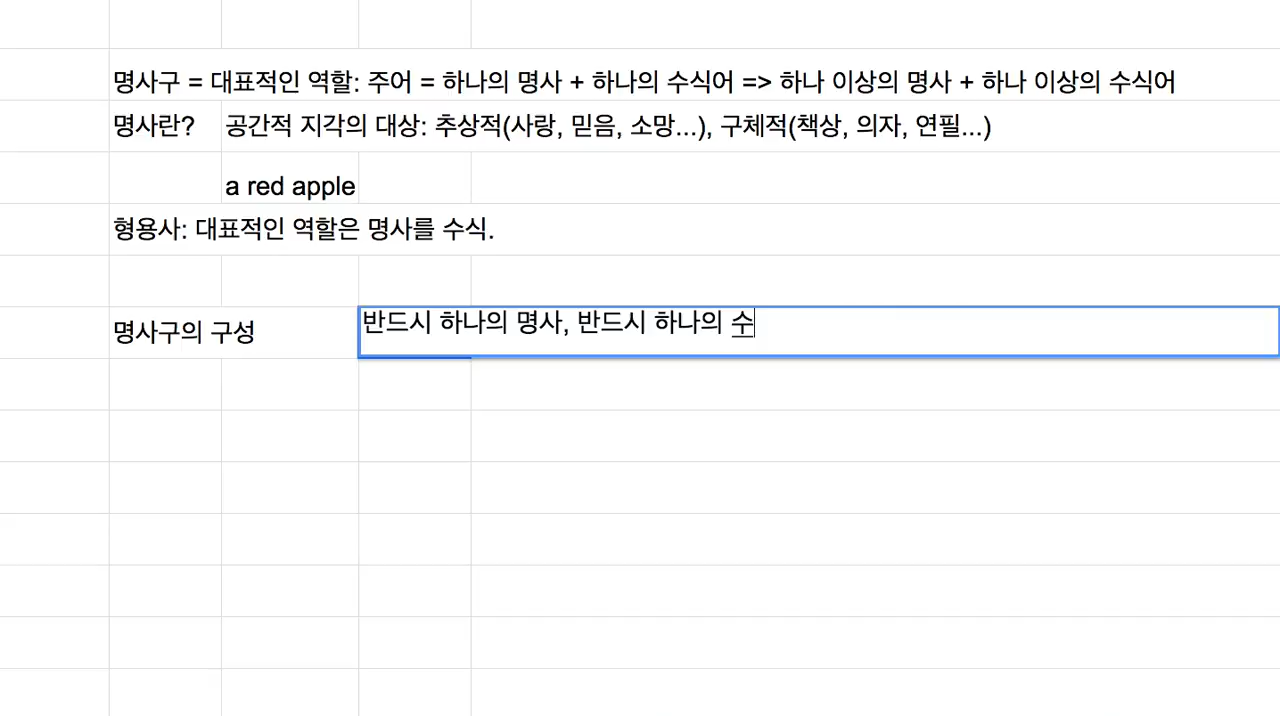 명사구 = 대표적인 역할: 주어 = 하나의 명사 + 하나의 수식어 => 하나 이상의 명사 + 하나 이상의 수식어
명사란? 공간적 지각의 대상: 추상적(사랑, 믿음, 소망...), 구체적(책상, 의자, 연필...)
a red apple
형용사: 대표적인 역할은 명사를 수식.
명사구의 구성 반드시 하나의 명사, 반드시 하나의 수